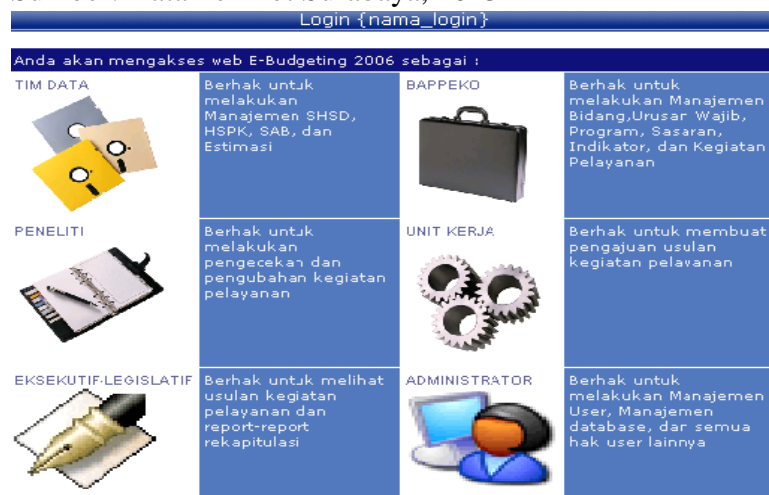 Login {nama_login}
Anda akan mengakses web E-Budgeting 2006 sebagai :
TIM DATA
Berhak untuk
melakukan
Manajemen SHSD,
HSPK, SAB, dan
Estimasi
BAPPEKO
Berhak untuk
melakukan Manajemen
Bidang,Urusar Wajib,
Program, Sasaran,
Indikator, dan Kegiatan
Pelayanan
PENELITI
Berhak untuk
melakukan
pengecekan dan
pengubahan kegiatan
pelayanan
UNIT KERJA
Berhak untuk membuat
pengajuan usulan
kegiatan pelayanan
EKSEKUTIF-LEGISLATIF
Berhak untuk melihat
usulan kegiatan
pelayanan dan
report-report
rekapitulasi
ADMINISTRATOR
Berhak untuk
melakukan Manajemen
User, Manajemen
database, dar semua
hak user lainnya